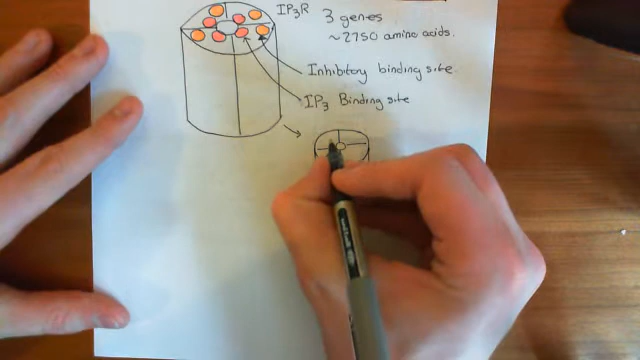 IP₃R 3 genes
~2750 amino acids.
Inhibitory binding site.
IP₃ Binding site